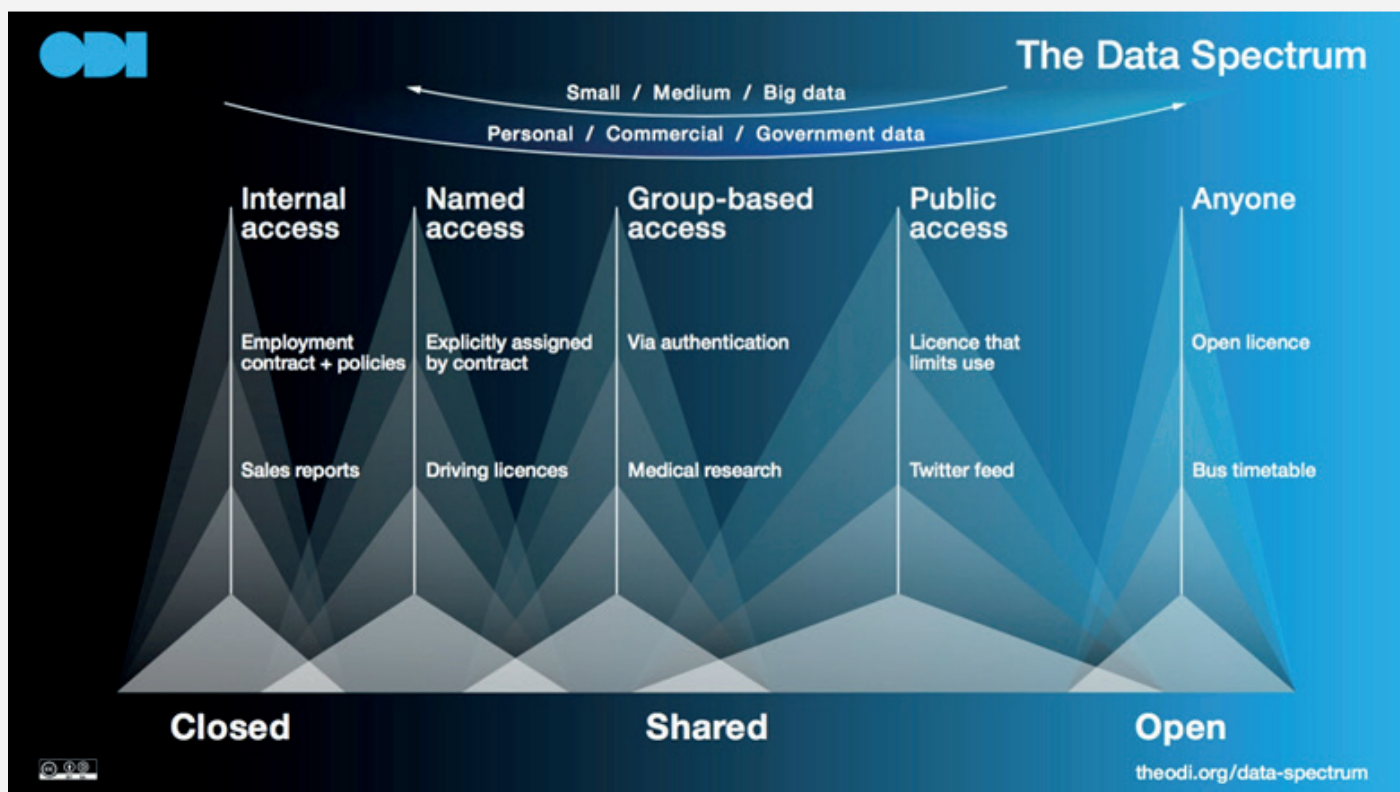 ODI
The Data Spectrum
Small / Medium / Big data
Personal / Commercial / Government data
Internal
access
Named
access
Group-based
access
Public
access
Anyone
Employment
contract + policies
Explicitly assigned
by contract
Via authentication
Licence that
limits use
Open licence
Sales reports
Driving licences
Medical research
Twitter feed
Bus timetable
Closed
Shared
Open
theodi.org/data-spectrum